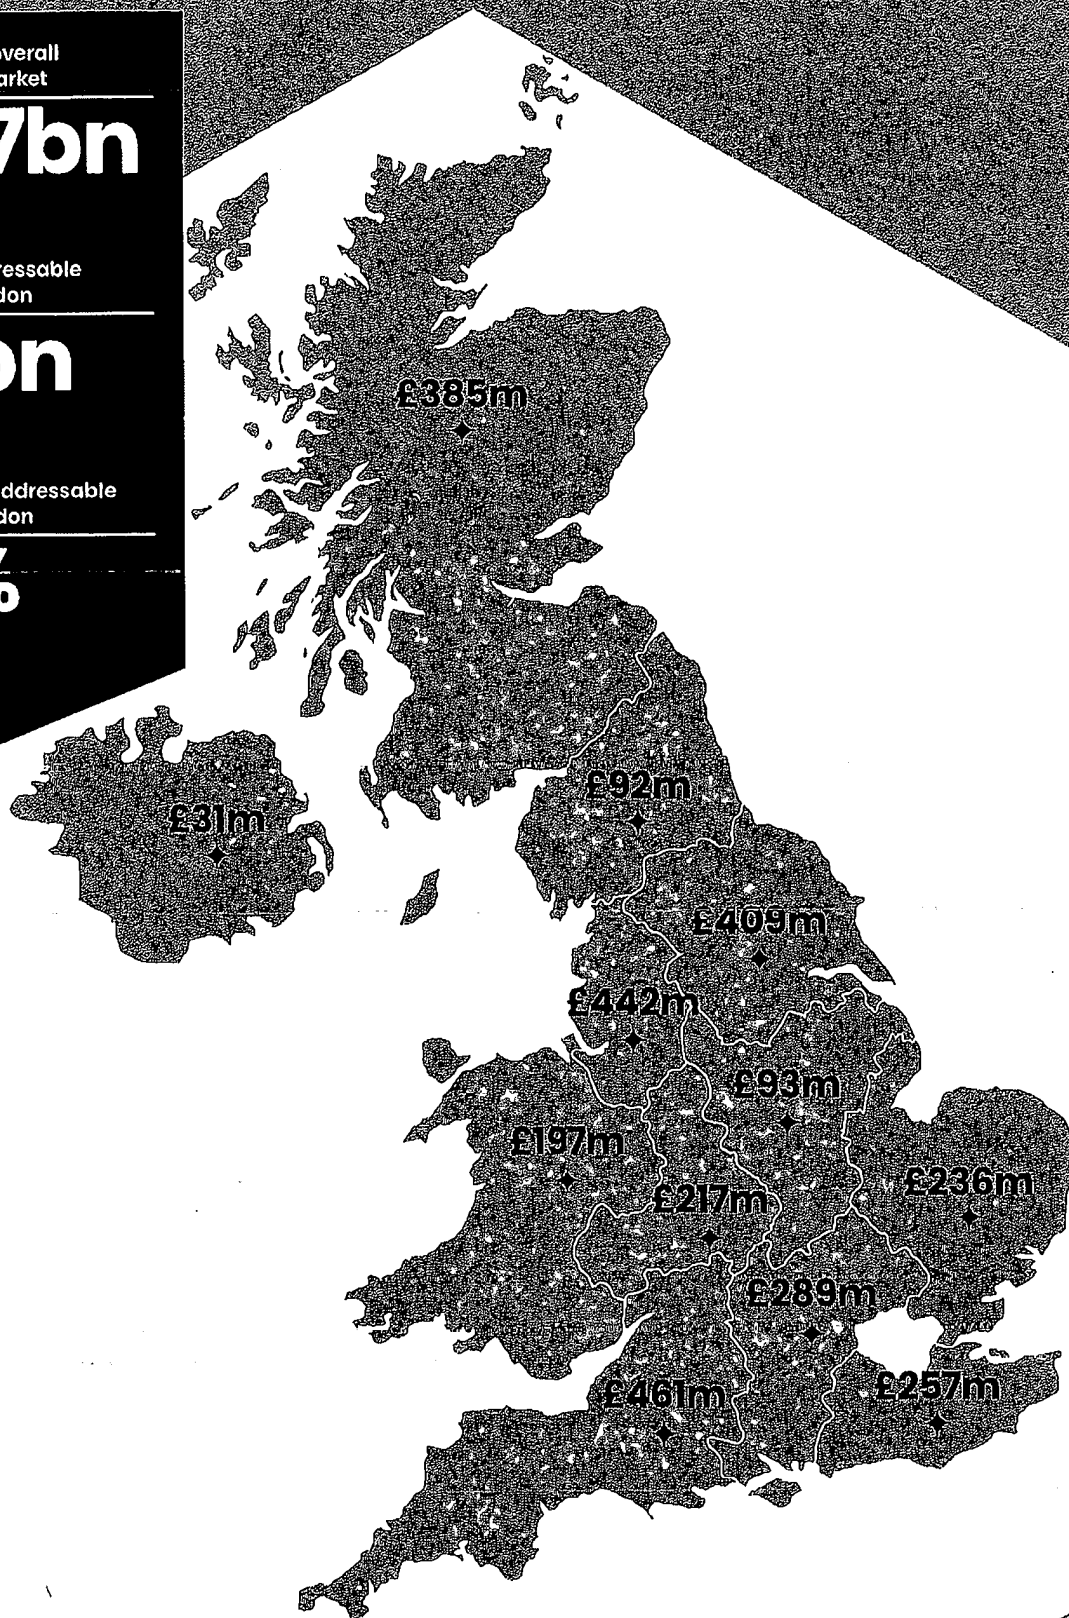 verall
arket
7bn
ressable
don
on
ddressable
don
£385m
£92m
£31m
£409m
£442m
£93m
£197m
£217m
£236m
£289m
£257m
£461m